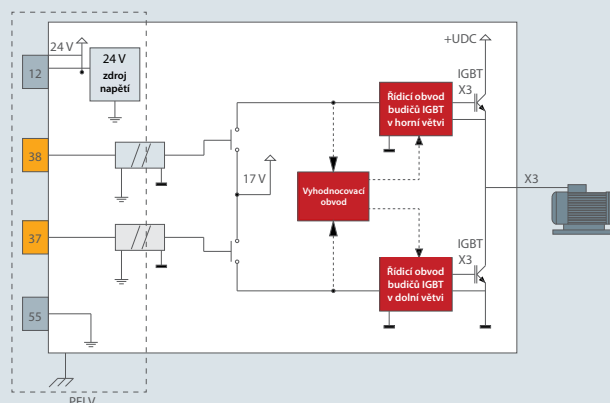 +UDC
24 V
24 V
zdroj
napětí
12
IGBT
X3
Řídicí obvod
budičů IGBT
v horní větvi
38
17 V
Vyhodnocovací
obvod
X3
37
IGBT
X3
Řídicí obvod
budičů IGBT
v dolní větvi
55
PELV